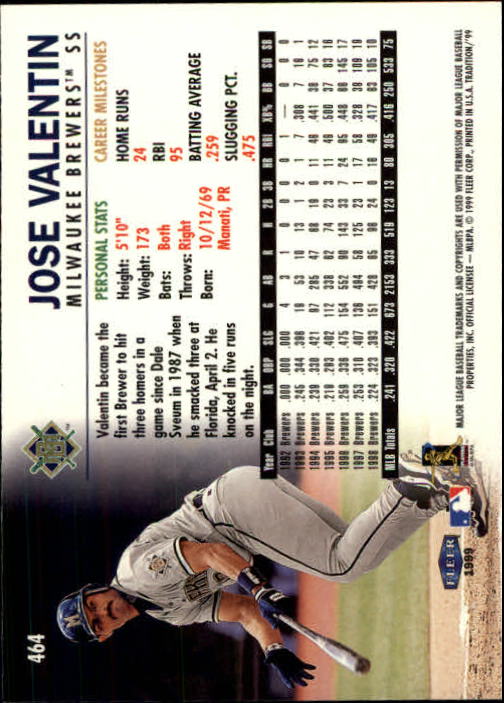 464
JOSE VALENTIN
MILWAUKEE BREWERS™ SS
Valentin became the
first Brewer to hit
three homers in a
game since Dale
Sveum in 1987 when
he smacked three at
Florida, April 2. He
knocked in five runs
on the night.
PERSONAL STATS
Height: 5'10"
Weight: 173
Bats: Both
Throws: Right
Born: 10/12/69
Manati, PR
CAREER MILESTONES
HOME RUNS
24
RBI
95
BATTING AVERAGE
.259
SLUGGING PCT.
.475
Year Club BA OBP SLG G AB R H 2B 3B HR RBI XB% BB SO SB
1992 Brewers .000 .000 .000 4 3 1 0 0 0 0 1 — 0 0 0
1993 Brewers .245 .344 .396 19 53 10 13 1 2 1 7 .308 7 16 1
1994 Brewers .239 .330 .421 97 285 47 68 19 0 11 46 .441 38 75 12
1995 Brewers .219 .293 .402 112 338 62 74 23 3 11 49 .500 37 83 16
1996 Brewers .259 .336 .475 154 552 90 143 33 7 24 95 .448 66 145 17
1997 Brewers .253 .310 .407 136 494 58 125 23 1 17 58 .328 39 109 19
1998 Brewers .224 .323 .393 151 428 65 96 24 0 16 49 .417 63 105 10
MLB Totals .241 .320 .422 673 2153 333 519 123 13 80 305 .416 250 533 75
MAJOR LEAGUE BASEBALL TRADEMARKS AND COPYRIGHTS ARE USED WITH PERMISSION OF MAJOR LEAGUE BASEBALL
PROPERTIES, INC. OFFICIAL LICENSEE — MLBPA. © 1999 FLEER CORP., PRINTED IN U.S.A. TRADITION/'99
FLEER
1999